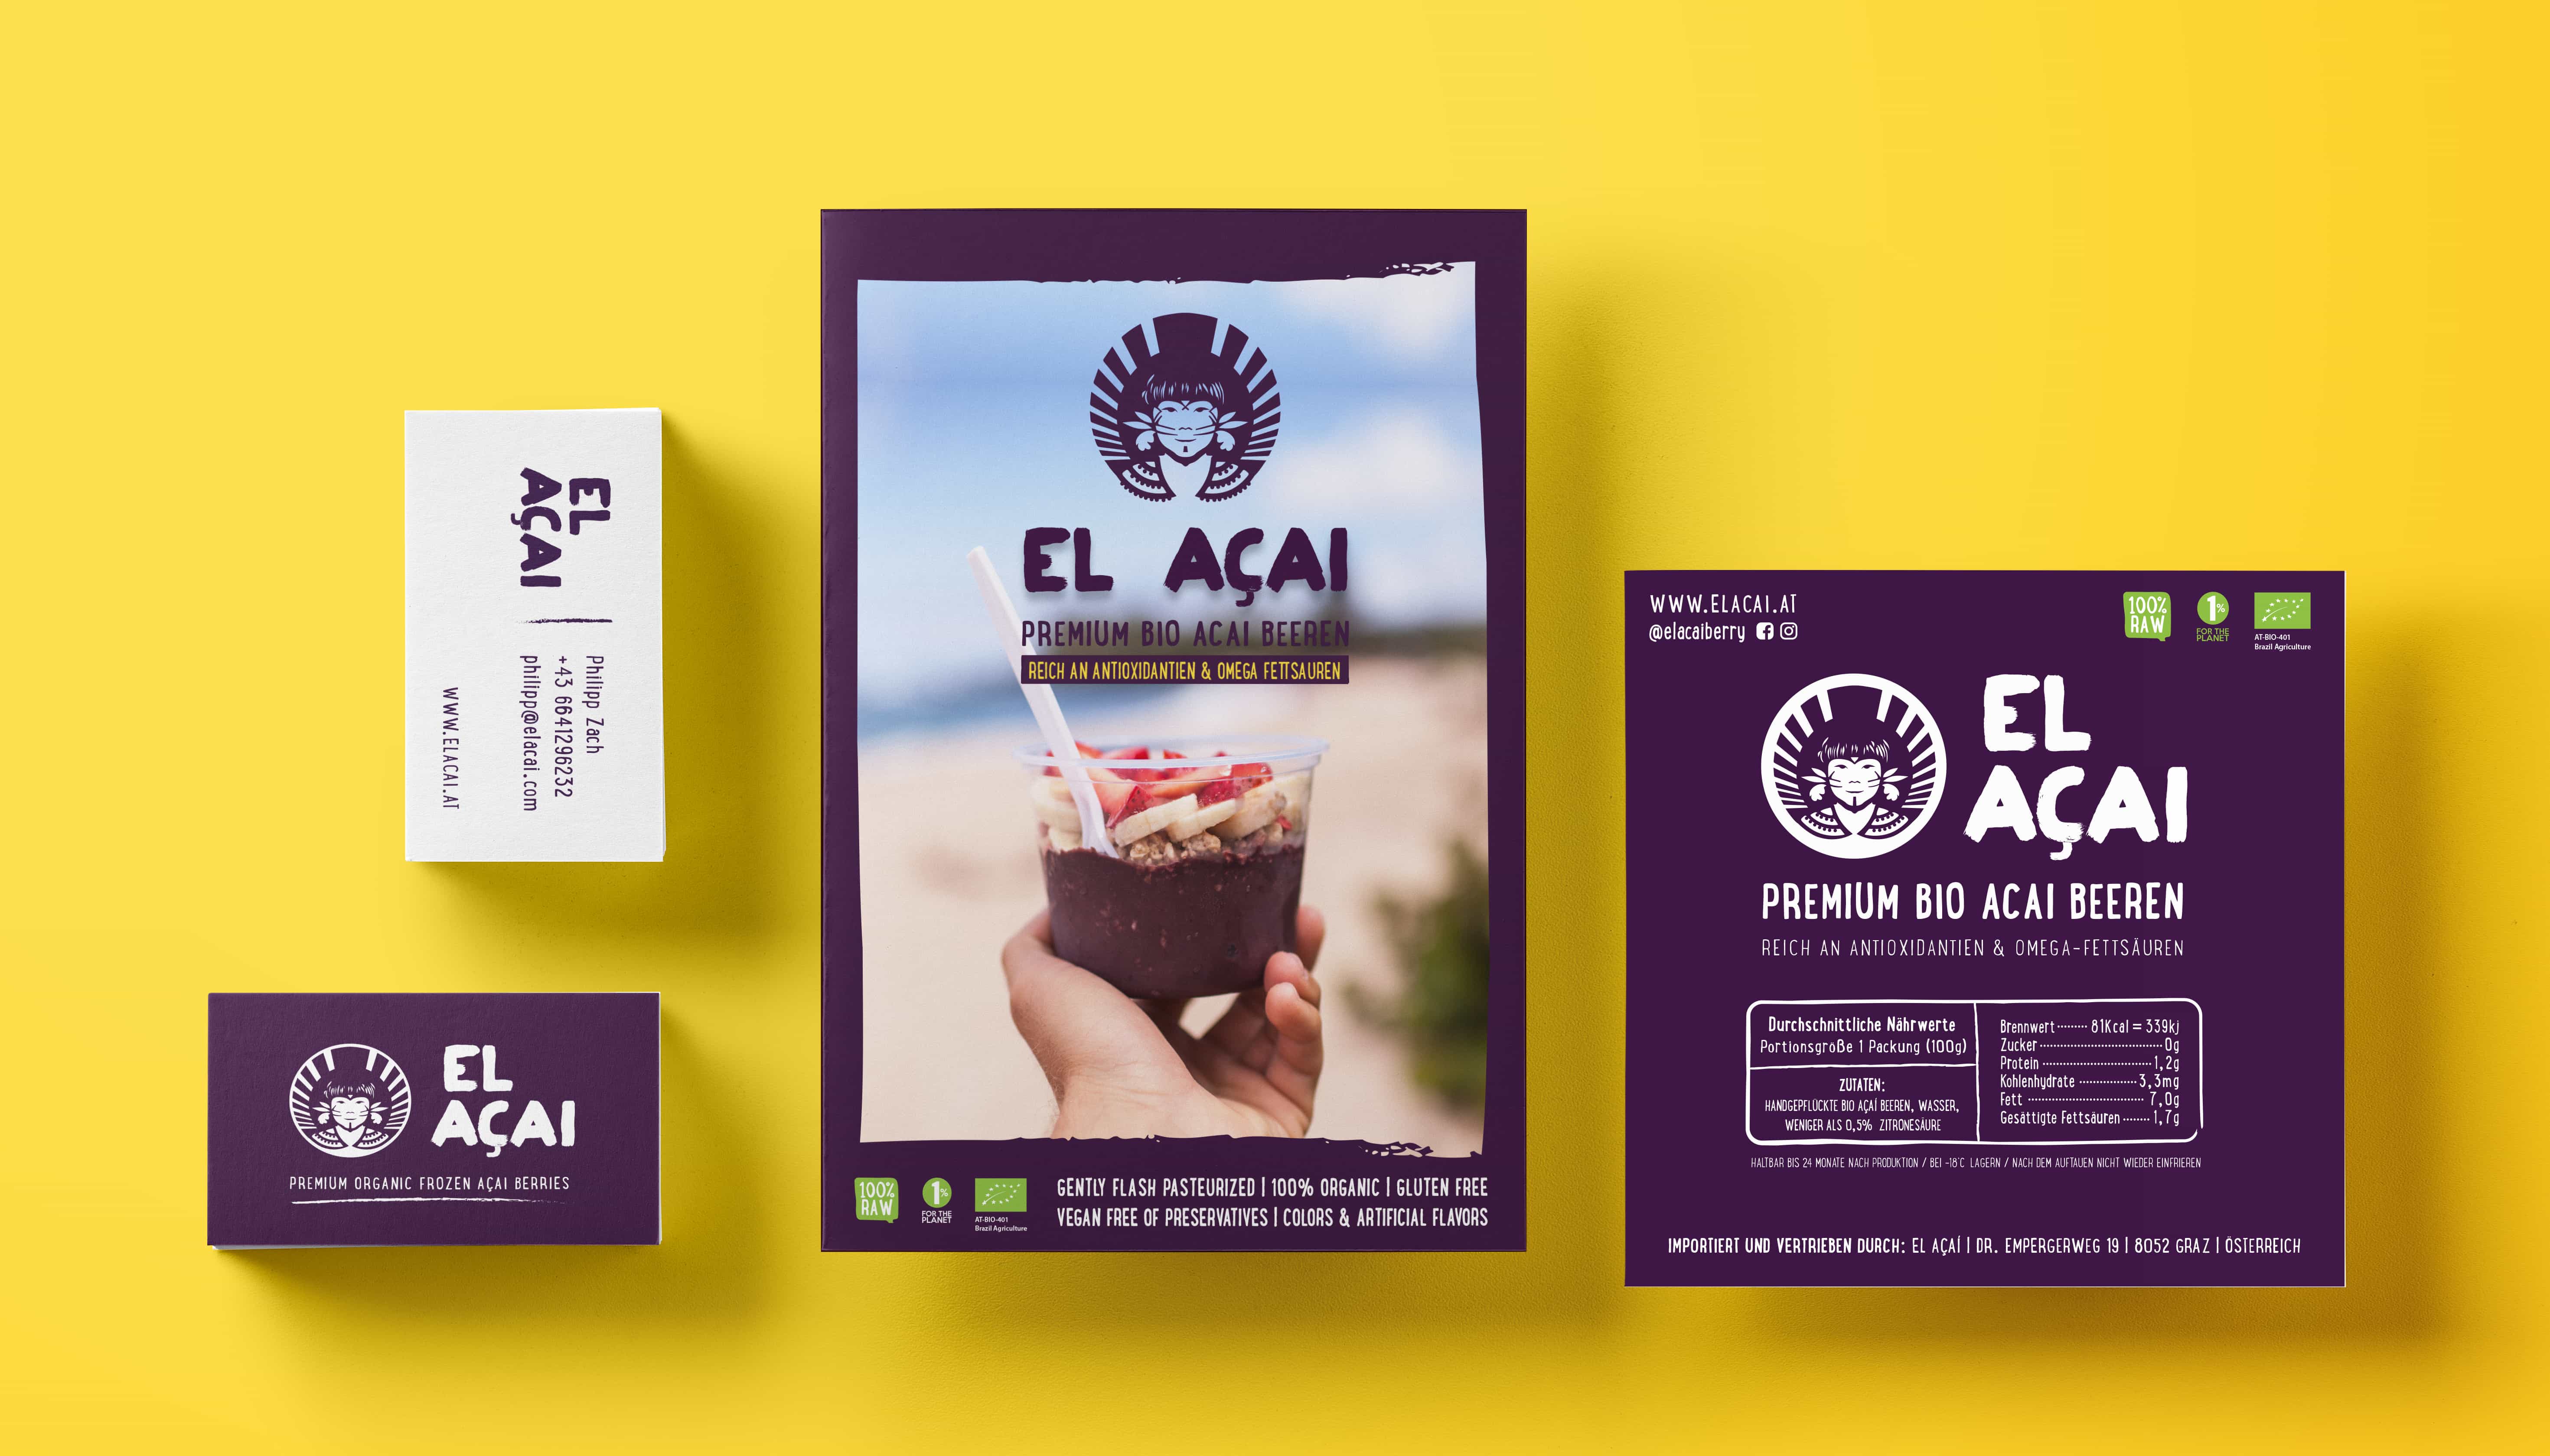 EL
AÇAI
Philipp Zach
+43 6641296232
philipp@elacai.com
WWW.ELACAI.AT
EL
AÇAI
PREMIUM ORGANIC FROZEN AÇAI BERRIES
EL AÇAI
PREMIUM BIO ACAI BEEREN
REICH AN ANTIOXIDANTIEN & OMEGA FETTSAUREN
100%
RAW
1%
FOR THE
PLANET
AT-BIO-401
Brazil Agriculture
GENTLY FLASH PASTEURIZED | 100% ORGANIC | GLUTEN FREE
VEGAN FREE OF PRESERVATIVES | COLORS & ARTIFICIAL FLAVORS
WWW.ELACAI.AT
@elacaiberry
100%
RAW
1%
FOR THE
PLANET
AT-BIO-401
Brazil Agriculture
EL
AÇAI
PREMIUM BIO ACAI BEEREN
REICH AN ANTIOXIDANTIEN & OMEGA-FETTSÄUREN
Durchschnittliche Nährwerte
Portionsgröße 1 Packung (100g)
ZUTATEN:
HANDGEPFLÜCKTE BIO AÇAÍ BEEREN, WASSER,
WENIGER ALS 0,5% ZITRONESÄURE
Brennwert ········ 81Kcal = 339kj
Zucker ································ 0g
Protein ···························· 1,2g
Kohlenhydrate ················ 3,3mg
Fett ······························ 7,0g
Gesättigte Fettsäuren ······· 1,7g
HALTBAR BIS 24 MONATE NACH PRODUKTION / BEI -18°C LAGERN / NACH DEM AUFTAUEN NICHT WIEDER EINFRIEREN
IMPORTIERT UND VERTRIEBEN DURCH: EL AÇAÍ | DR. EMPERGERWEG 19 | 8052 GRAZ | ÖSTERREICH